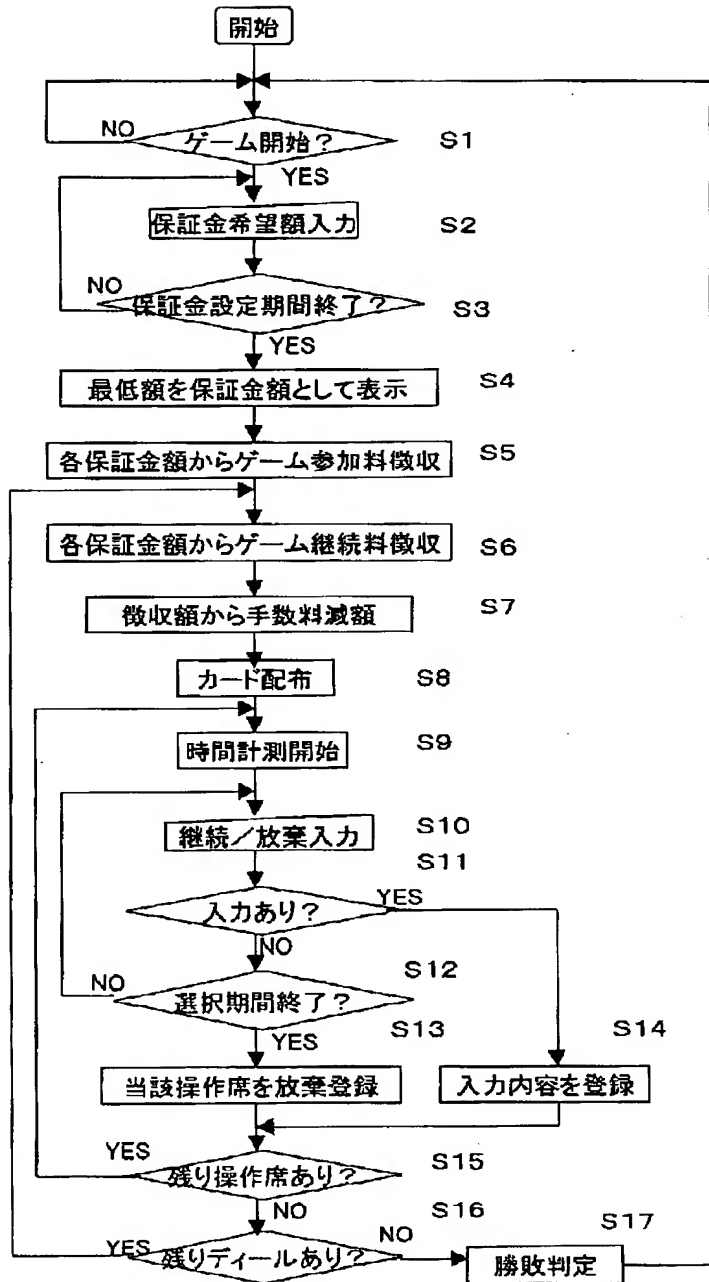 開始
NO
ゲーム開始?
S1
YES
保証金希望額入力
S2
NO
保証金設定期間終了?
S3
YES
最低額を保証金額として表示
S4
各保証金額からゲーム参加料徴収
S5
各保証金額からゲーム継続料徴収
S6
徴収額から手数料減額
S7
カード配布
S8
時間計測開始
S9
継続/放棄入力
S10
S11
入力あり?
YES
NO
S12
NO
選択期間終了?
YES
S13
S14
当該操作席を放棄登録
入力内容を登録
YES
残り操作席あり?
S15
NO
S16
YES
残りディールあり?
NO
S17
勝敗判定